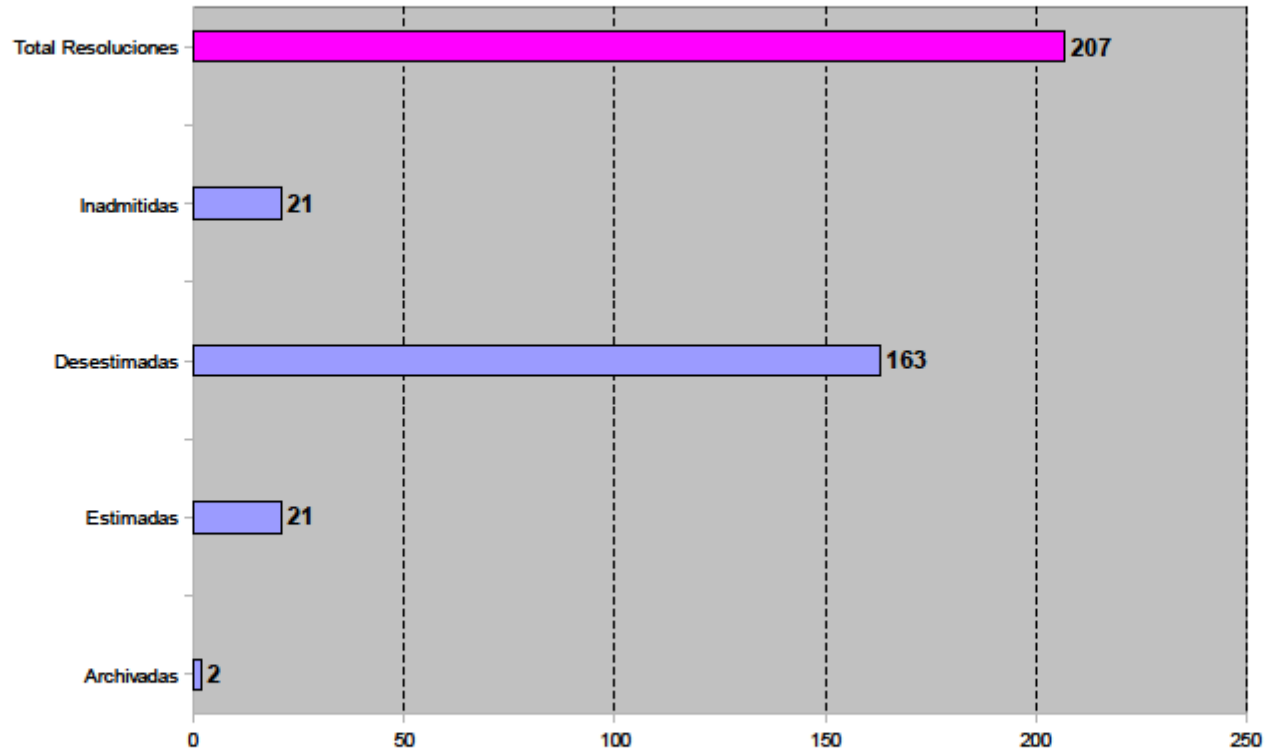 Total Resoluciones 207
Inadmitidas 21
Desestimadas 163
Estimadas 21
Archivadas 2
0 50 100 150 200 250